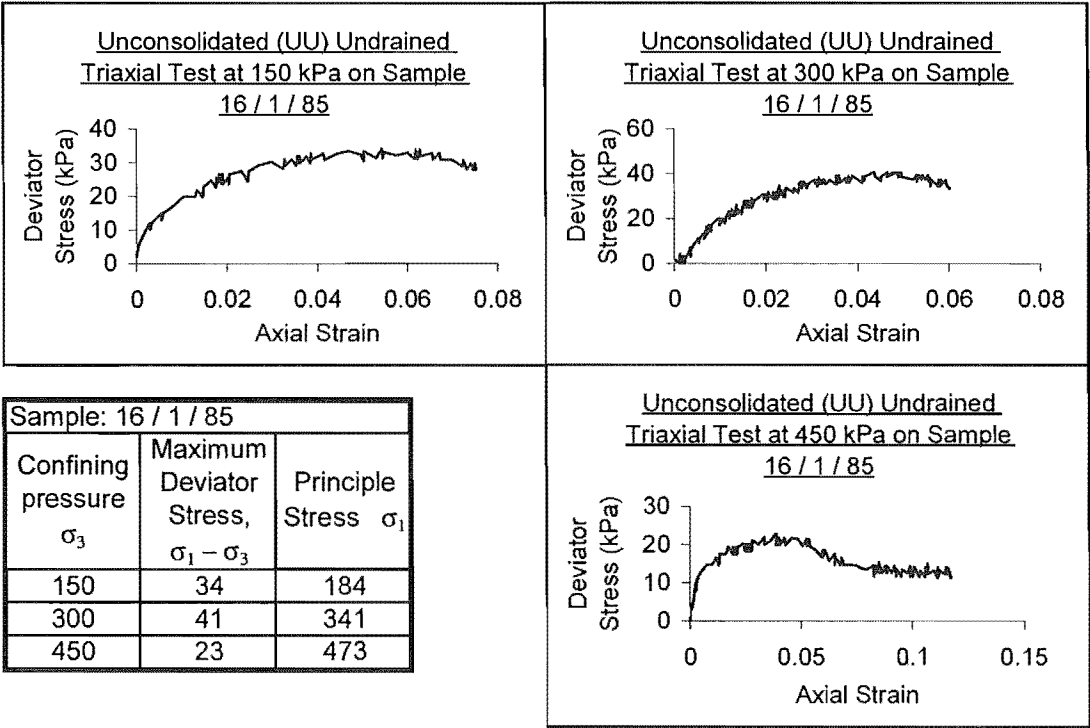 Unconsolidated (UU) Undrained
Triaxial Test at 150 kPa on Sample
16 / 1 / 85
Deviator
Stress (kPa)
40
30
20
10
0
0 0.02 0.04 0.06 0.08
Axial Strain
Unconsolidated (UU) Undrained
Triaxial Test at 300 kPa on Sample
16 / 1 / 85
Deviator
Stress (kPa)
60
40
20
0
0 0.02 0.04 0.06 0.08
Axial Strain
Sample: 16 / 1 / 85
Confining
pressure
σ3
Maximum
Deviator
Stress,
σ1 – σ3
Principle
Stress σ1
150 34 184
300 41 341
450 23 473
Unconsolidated (UU) Undrained
Triaxial Test at 450 kPa on Sample
16 / 1 / 85
Deviator
Stress (kPa)
30
20
10
0
0 0.05 0.1 0.15
Axial Strain